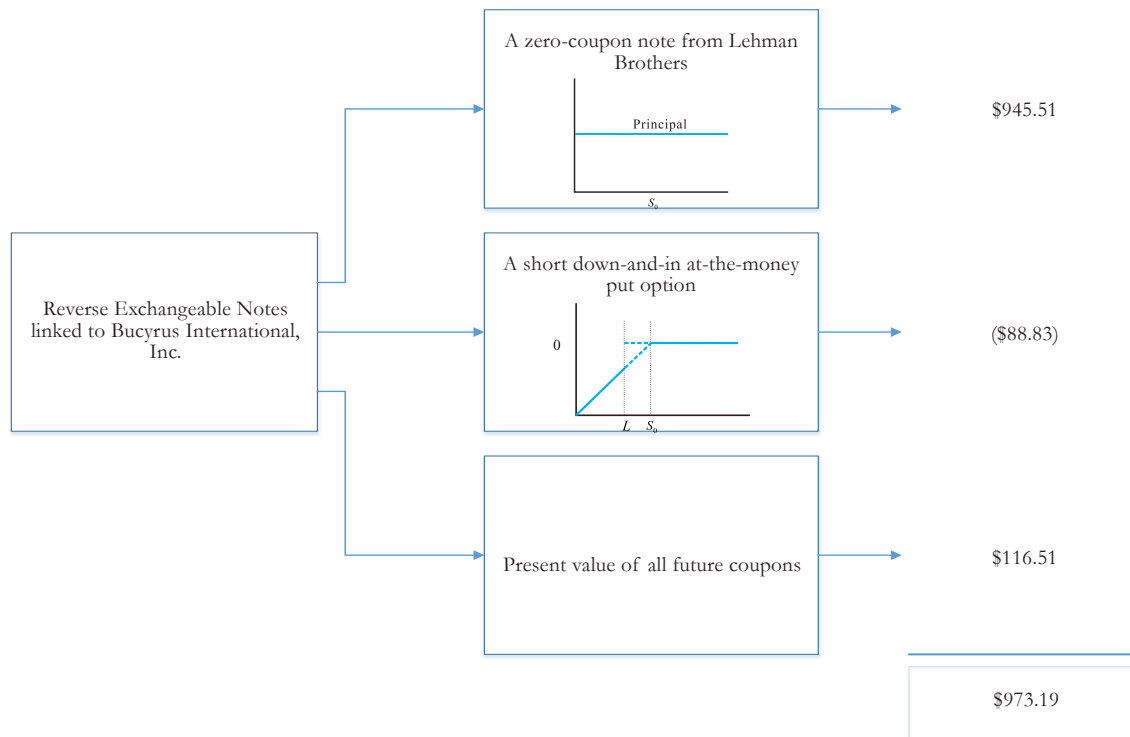 A zero-coupon note from Lehman
Brothers
Principal
S₀
$945.51
Reverse Exchangeable Notes
linked to Bucyrus International,
Inc.
A short down-and-in at-the-money
put option
0
L S₀
($88.83)
Present value of all future coupons
$116.51
$973.19